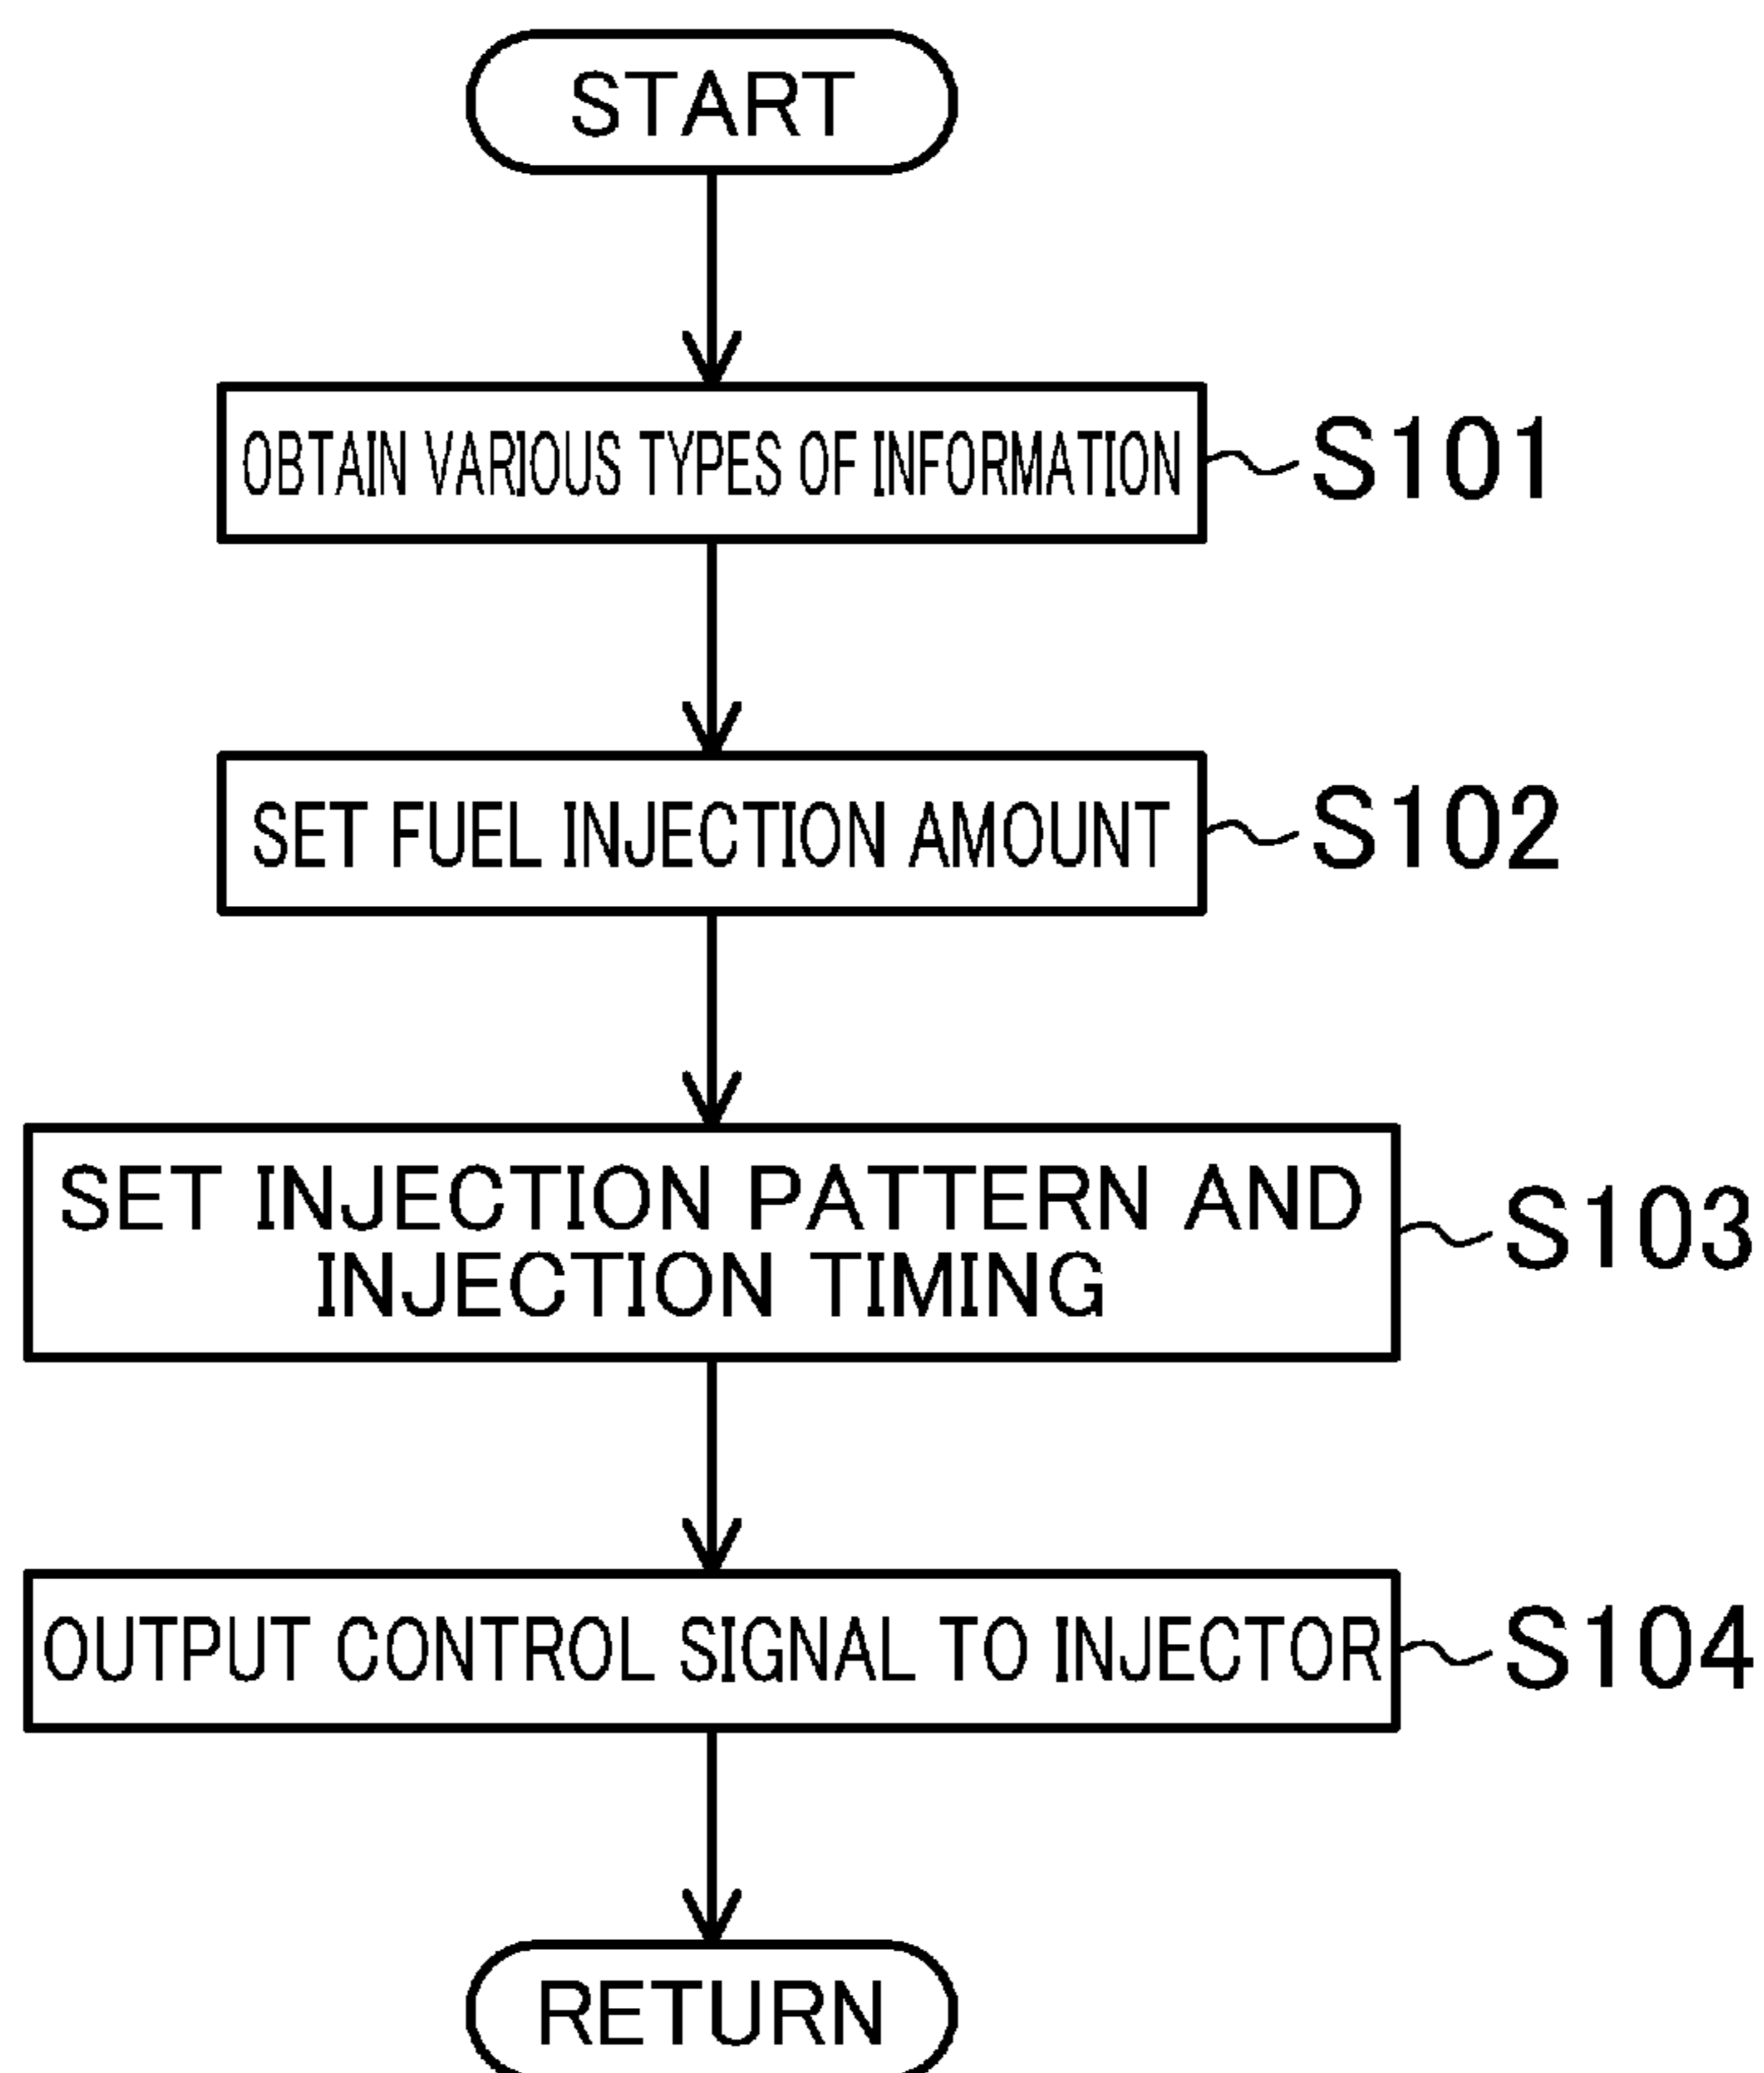 START
OBTAIN VARIOUS TYPES OF INFORMATION
S101
SET FUEL INJECTION AMOUNT
S102
SET INJECTION PATTERN AND
INJECTION TIMING
S103
OUTPUT CONTROL SIGNAL TO INJECTOR
S104
RETURN